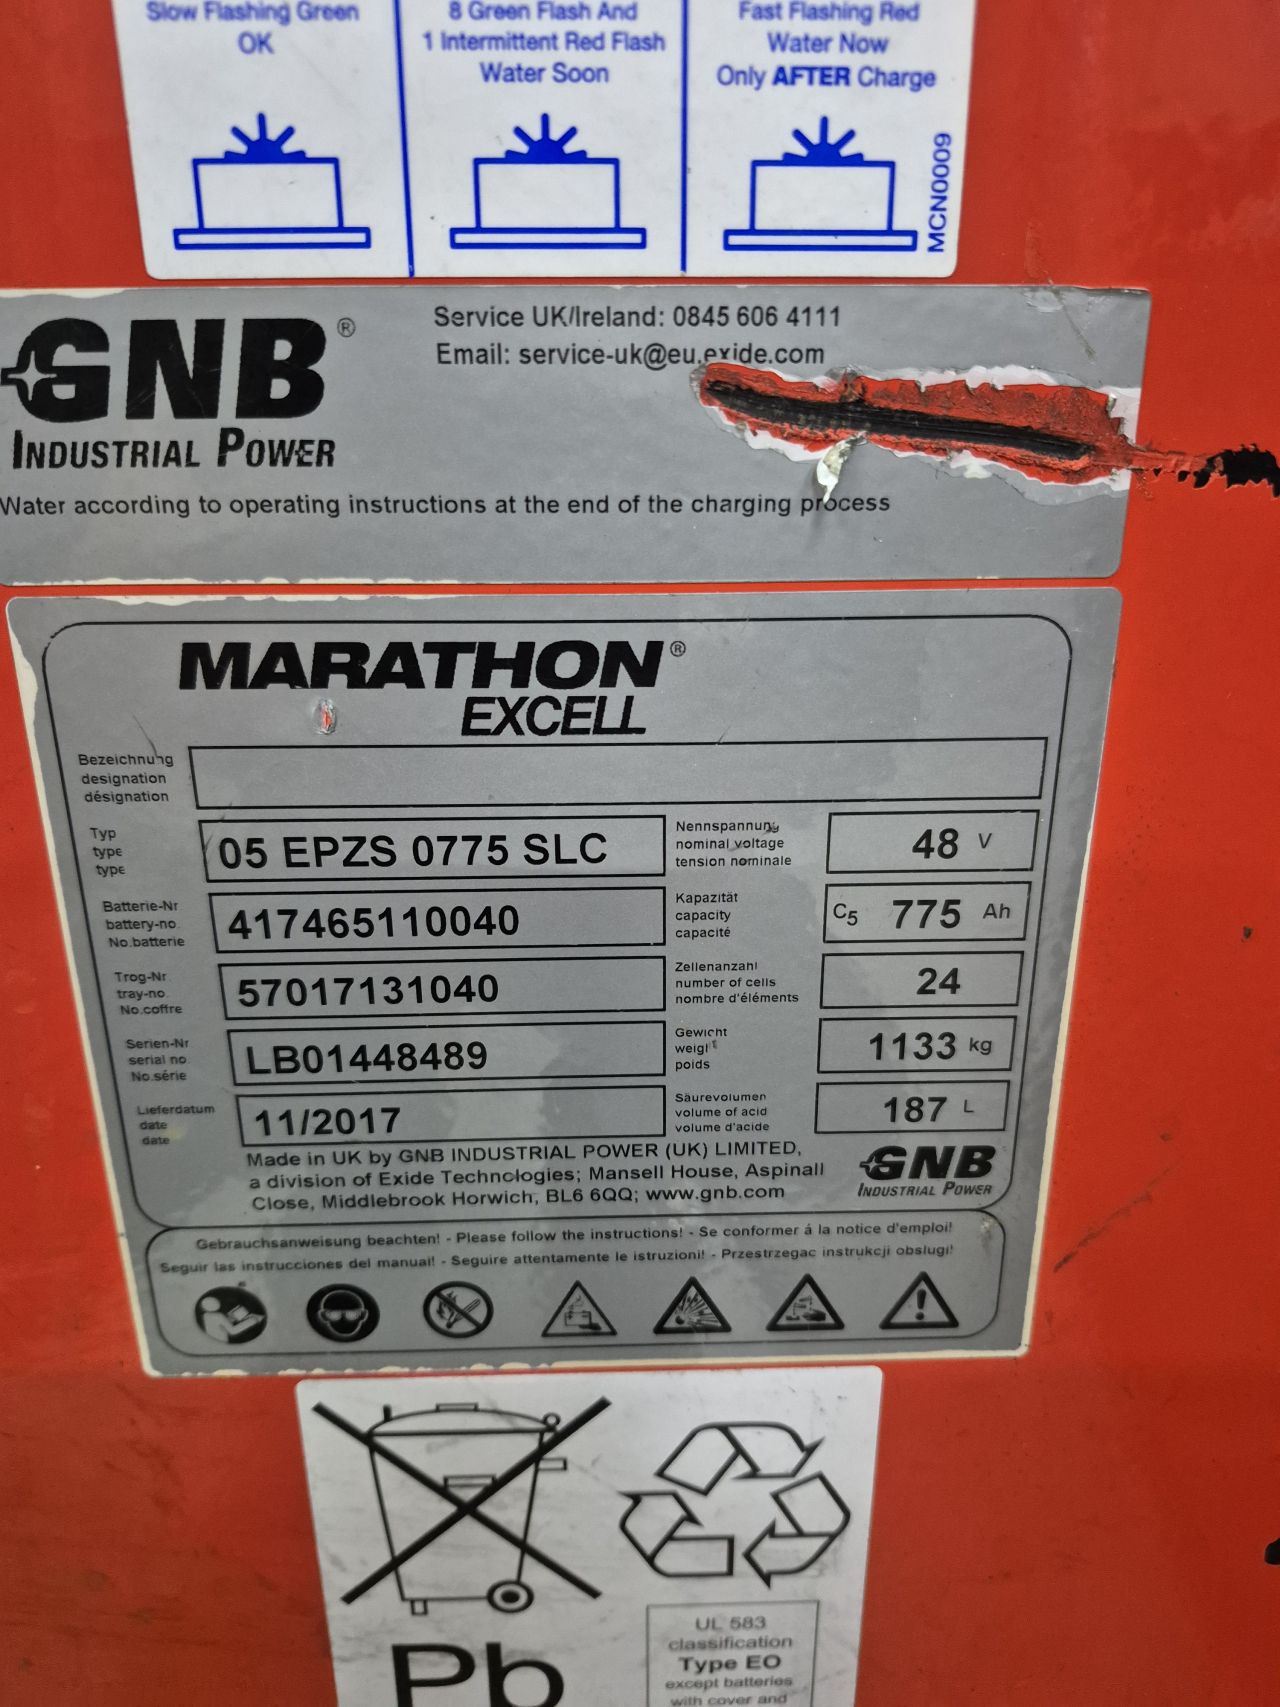 Slow Flashing Green
OK
8 Green Flash And
1 Intermittent Red Flash
Water Soon
Fast Flashing Red
Water Now
Only AFTER Charge
MCN0009
GNB®
INDUSTRIAL POWER
Service UK/Ireland: 0845 606 4111
Email: service-uk@eu.exide.com
Water according to operating instructions at the end of the charging process
MARATHON®
EXCELL
Bezeichnung
designation
désignation
Typ
type
type
05 EPZS 0775 SLC
Nennspannung
nominal voltage
tension nominale
48 V
Batterie-Nr
battery-no.
No.batterie
417465110040
Kapazität
capacity
capacité
C5 775 Ah
Trog-Nr
tray-no.
No.coffre
57017131040
Zellenanzahl
number of cells
nombre d'éléments
24
Serien-Nr
serial no.
No.série
LB01448489
Gewicht
weight
poids
1133 kg
Lieferdatum
date
date
11/2017
Säurevolumen
volume of acid
volume d'acide
187 L
Made in UK by GNB INDUSTRIAL POWER (UK) LIMITED,
a division of Exide Technologies; Mansell House, Aspinall
Close, Middlebrook Horwich, BL6 6QQ; www.gnb.com
GNB
INDUSTRIAL POWER
Gebrauchsanweisung beachten! - Please follow the instructions! - Se conformer á la notice d'emploi!
Seguir las instrucciones del manual! - Seguire attentamente le istruzioni! - Przestrzegac instrukcji obslugi!
Pb
UL 583
classification
Type EO
except batteries
with cover and